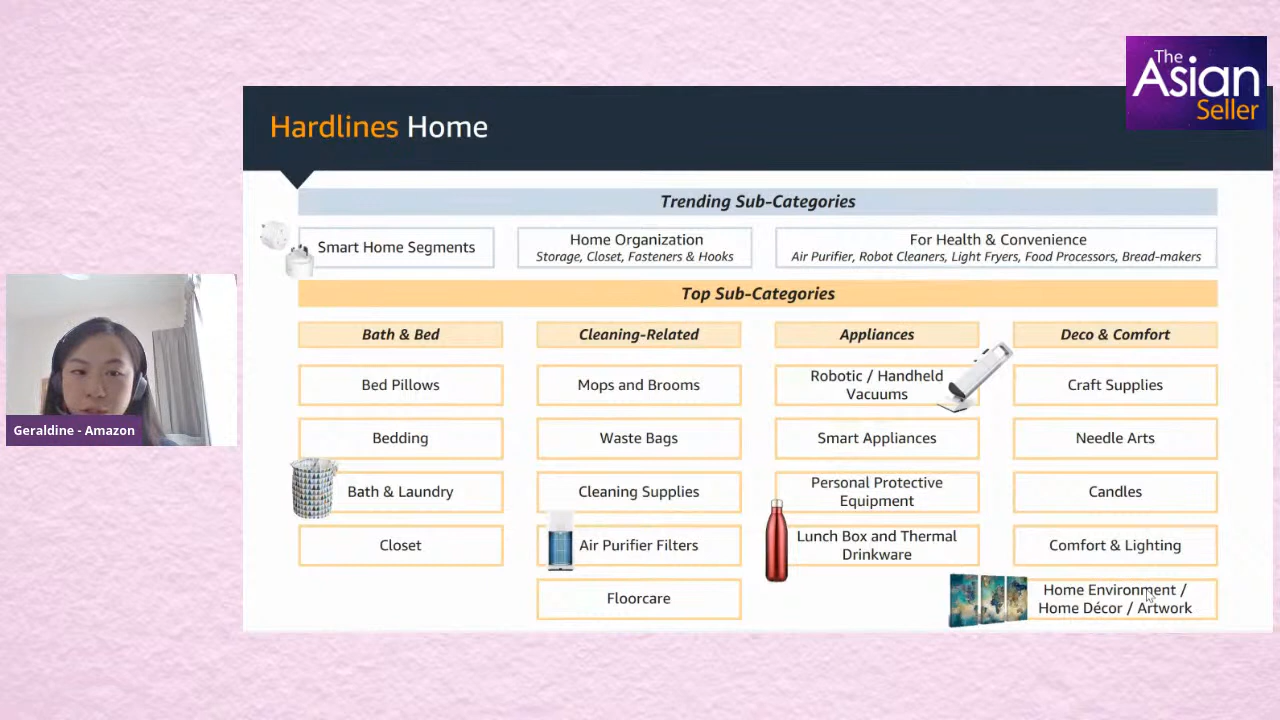 The
Asian
Seller
Hardlines Home
Trending Sub-Categories
Smart Home Segments
Home Organization
Storage, Closet, Fasteners & Hooks
For Health & Convenience
Air Purifier, Robot Cleaners, Light Fryers, Food Processors, Bread-makers
Top Sub-Categories
Bath & Bed
Bed Pillows
Bedding
Bath & Laundry
Closet
Cleaning-Related
Mops and Brooms
Waste Bags
Cleaning Supplies
Air Purifier Filters
Floorcare
Appliances
Robotic / Handheld
Vacuums
Smart Appliances
Personal Protective
Equipment
Lunch Box and Thermal
Drinkware
Deco & Comfort
Craft Supplies
Needle Arts
Candles
Comfort & Lighting
Home Environment /
Home Décor / Artwork
Geraldine - Amazon